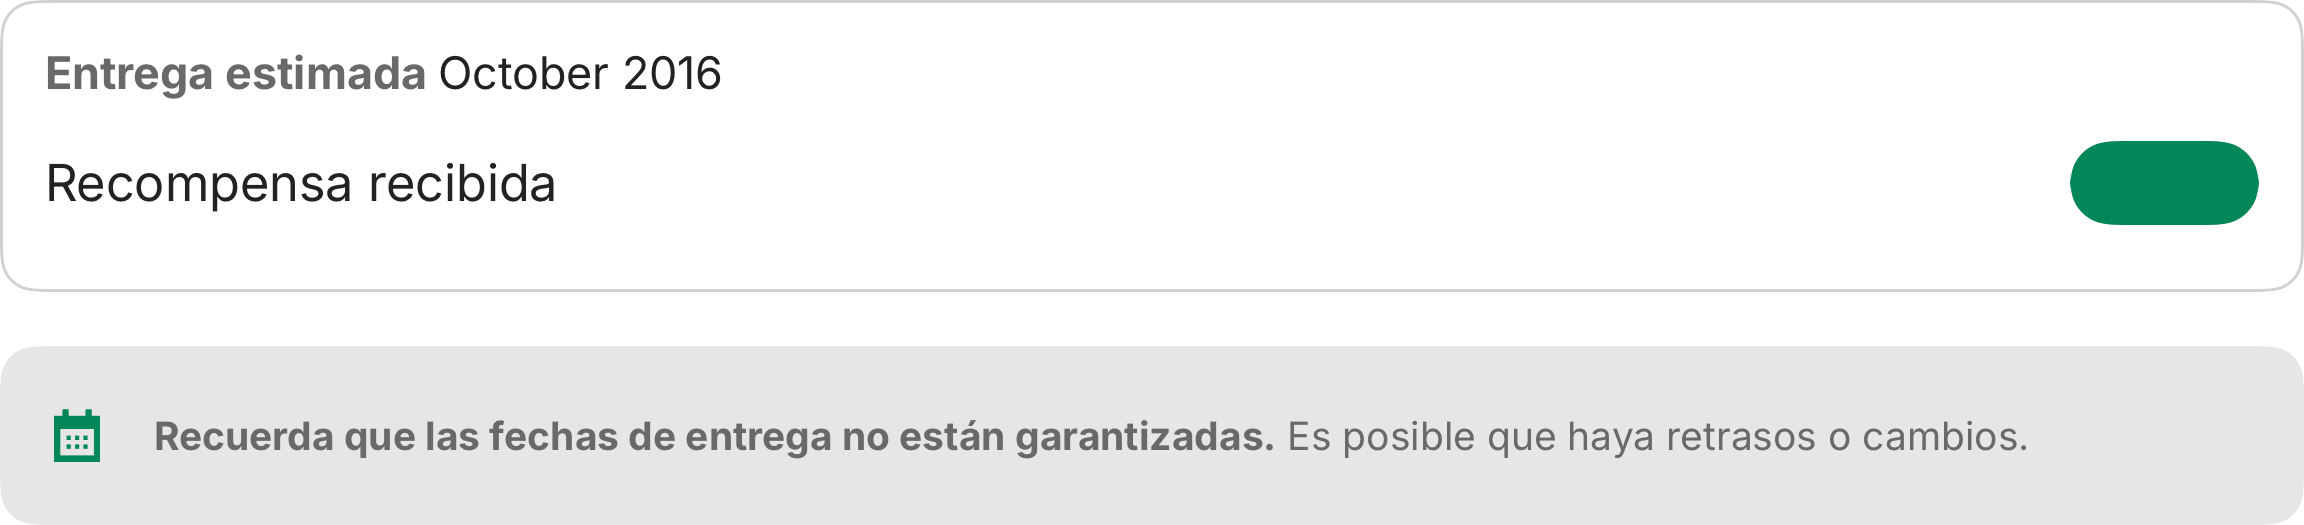 Entrega estimada October 2016
Recompensa recibida
Recuerda que las fechas de entrega no están garantizadas. Es posible que haya retrasos o cambios.